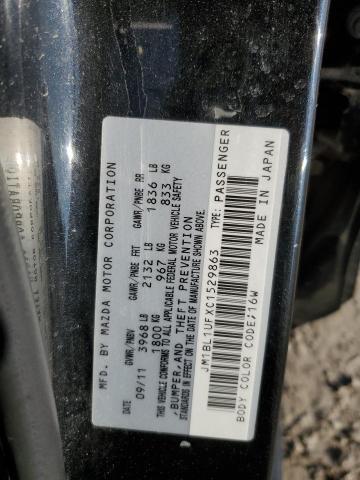 MFD. BY MAZDA MOTOR CORPORATION
GVWR/PNBV GAWR/PNBE FRT GAWR/PNBE RR
09/11 3968 LB 2132 LB 1836 LB
1800 KG 967 KG 833 KG
THIS VEHICLE CONFORMS TO ALL APPLICABLE FEDERAL MOTOR VEHICLE SAFETY
,BUMPER,AND THEFT PREVENTION
STANDARDS IN EFFECT ON THE DATE OF MANUFACTURE SHOWN ABOVE.
JM1BL1UFXC1529863 TYPE: PASSENGER
BODY COLOR CODE:16W MADE IN JAPAN